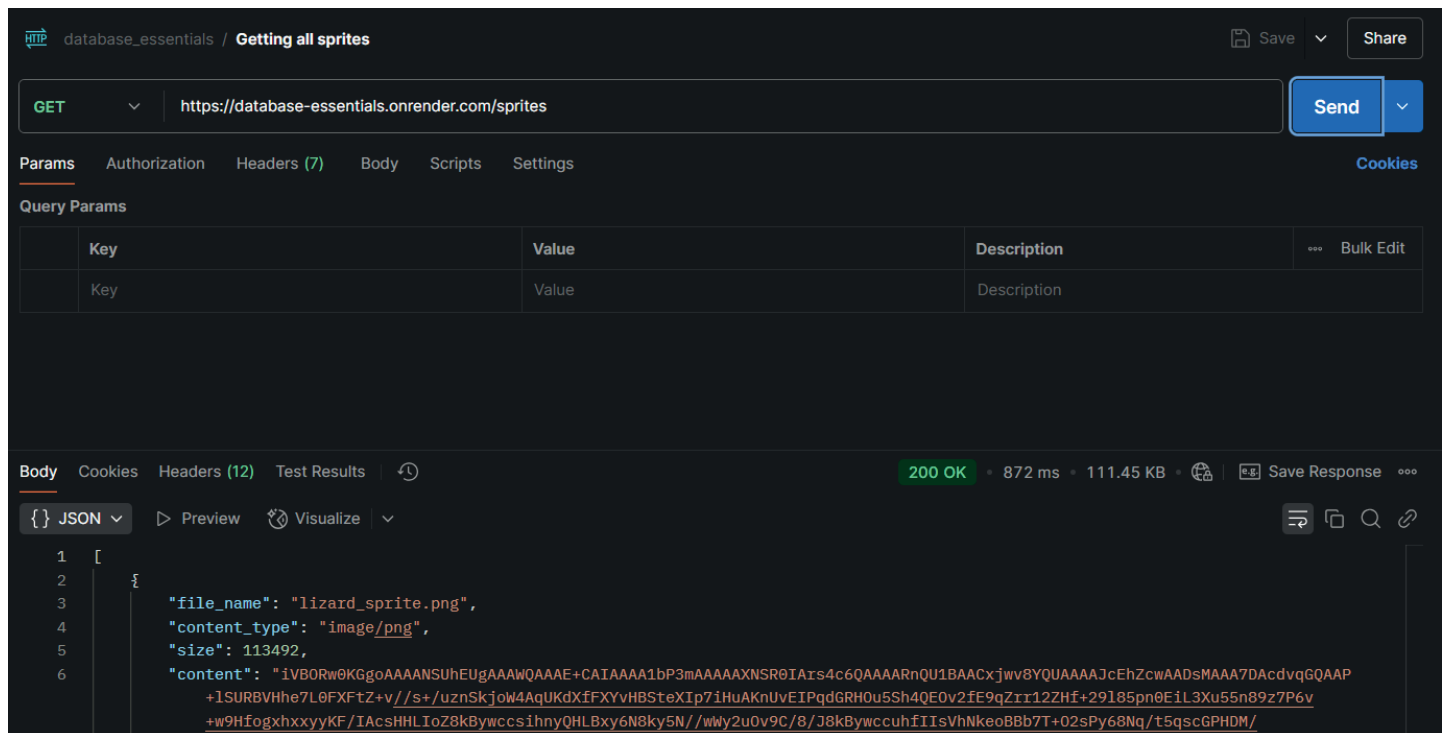 HTTP database_essentials / Getting all sprites Save Share
GET https://database-essentials.onrender.com/sprites Send
Params Authorization Headers (7) Body Scripts Settings Cookies
Query Params
Key Value Description Bulk Edit
Key Value Description
Body Cookies Headers (12) Test Results 200 OK 872 ms 111.45 KB e.g. Save Response
{} JSON Preview Visualize
1 [
2 {
3 "file_name": "lizard_sprite.png",
4 "content_type": "image/png",
5 "size": 113492,
6 "content": "iVBORw0KGgoAAAANSUhEUgAAAWQAAAE+CAIAAAA1bP3mAAAAAXNSR0IArs4c6QAAAARnQU1BAACxjwv8YQUAAAAJcEhZcwAADsMAAA7DAcdvqGQAAP
+lSURBVHhe7L0FXFtZ+v//s+/uznSkjoW4AqUKdXfFXYvHBSteXIp7iHuAKnUvEIPqdGRHOu5Sh4QEOv2fE9qZrr12ZHf+29l85pn0EiL3Xu55n89z7P6v
+w9HfogxhxxyyKF/IAcsHHLIoZ8kBywccsihnyQHLBxy6N8ky5N//wWy2uOv9C/8/J8kBywccuhfIIsVhNkeoBBb7T+O2sPy68Nq/t5qscGPHDM/